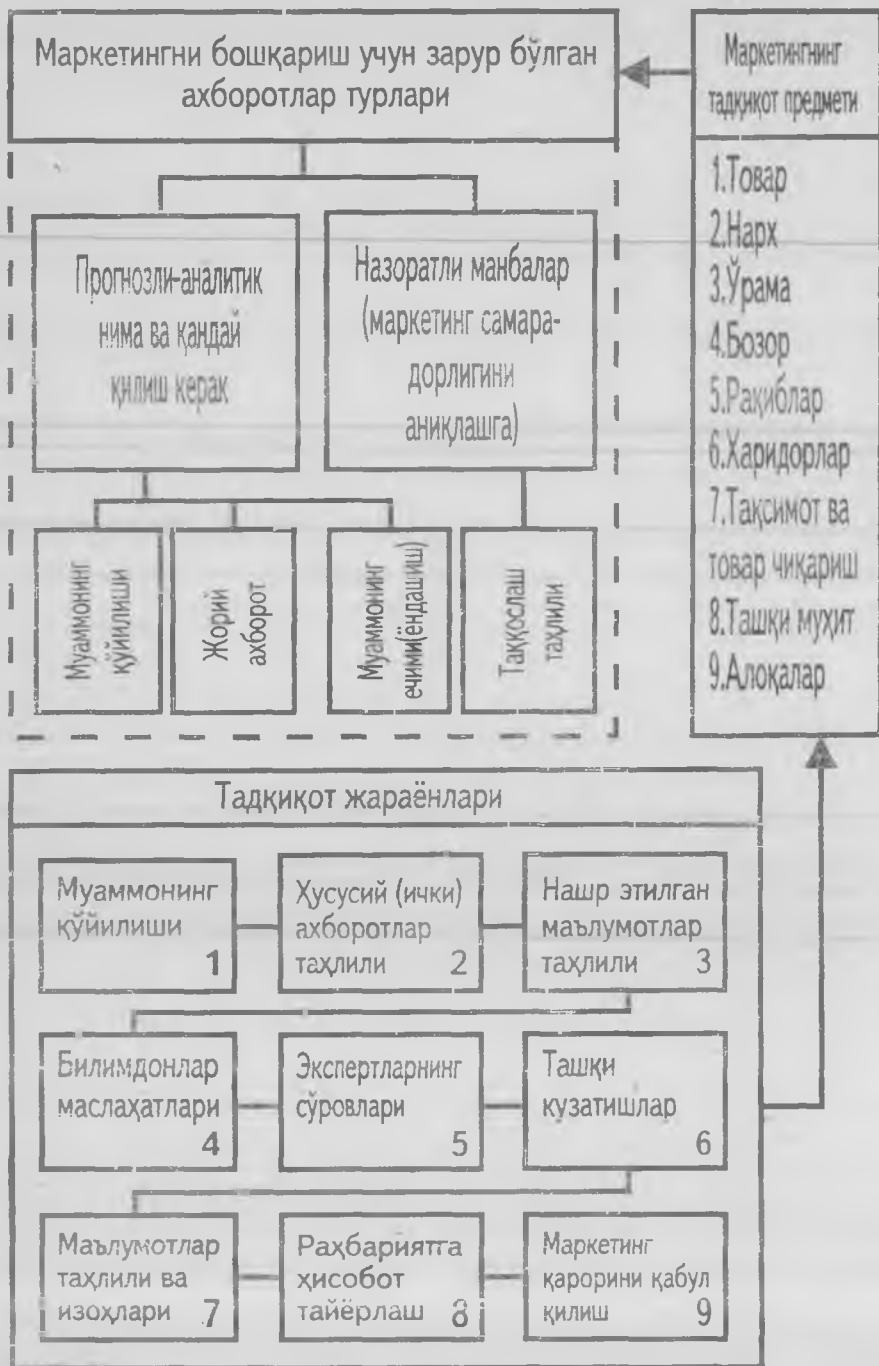 Маркетингни бошқариш учун зарур бўлган
ахборотлар турлари
Маркетингнинг
тадқиқот предмети
1.Товар
2.Нарх
3.Ўрама
4.Бозор
5.Рақиблар
6.Харидорлар
7.Тақсимот ва
товар чиқариш
8.Ташқи муҳит
9.Алоқалар
Прогнозли-аналитик
нима ва қандай
қилиш керак
Назоратли манбалар
(маркетинг самара-
дорлигини
аниқлашга)
Муаммонинг
қўйилиши
Жорий
ахборот
Муаммонинг
ечими(ёндашиш)
Таққослаш
таҳлили
Тадқиқот жараёнлари
Муаммонинг
қўйилиши
1
Ҳусусий (ички)
ахборотлар
таҳлили 2
Нашр этилган
маълумотлар
таҳлили 3
Билимдонлар
маслаҳатлари
4
Экспертларнинг
сўровлари
5
Ташқи
кузатишлар
6
Маълумотлар
таҳлили ва
изоҳлари 7
Раҳбариятга
ҳисобот
тайёрлаш 8
Маркетинг
қарорини қабул
қилиш 9